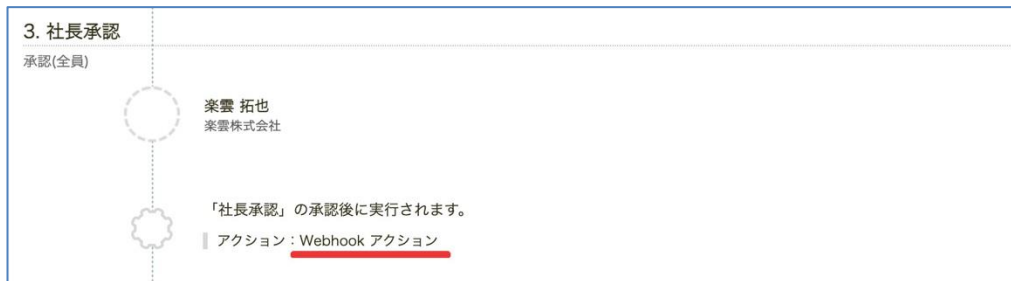 3. 社長承認
承認(全員)
楽雲 拓也
楽雲株式会社
「社長承認」の承認後に実行されます。
アクション：Webhook アクション